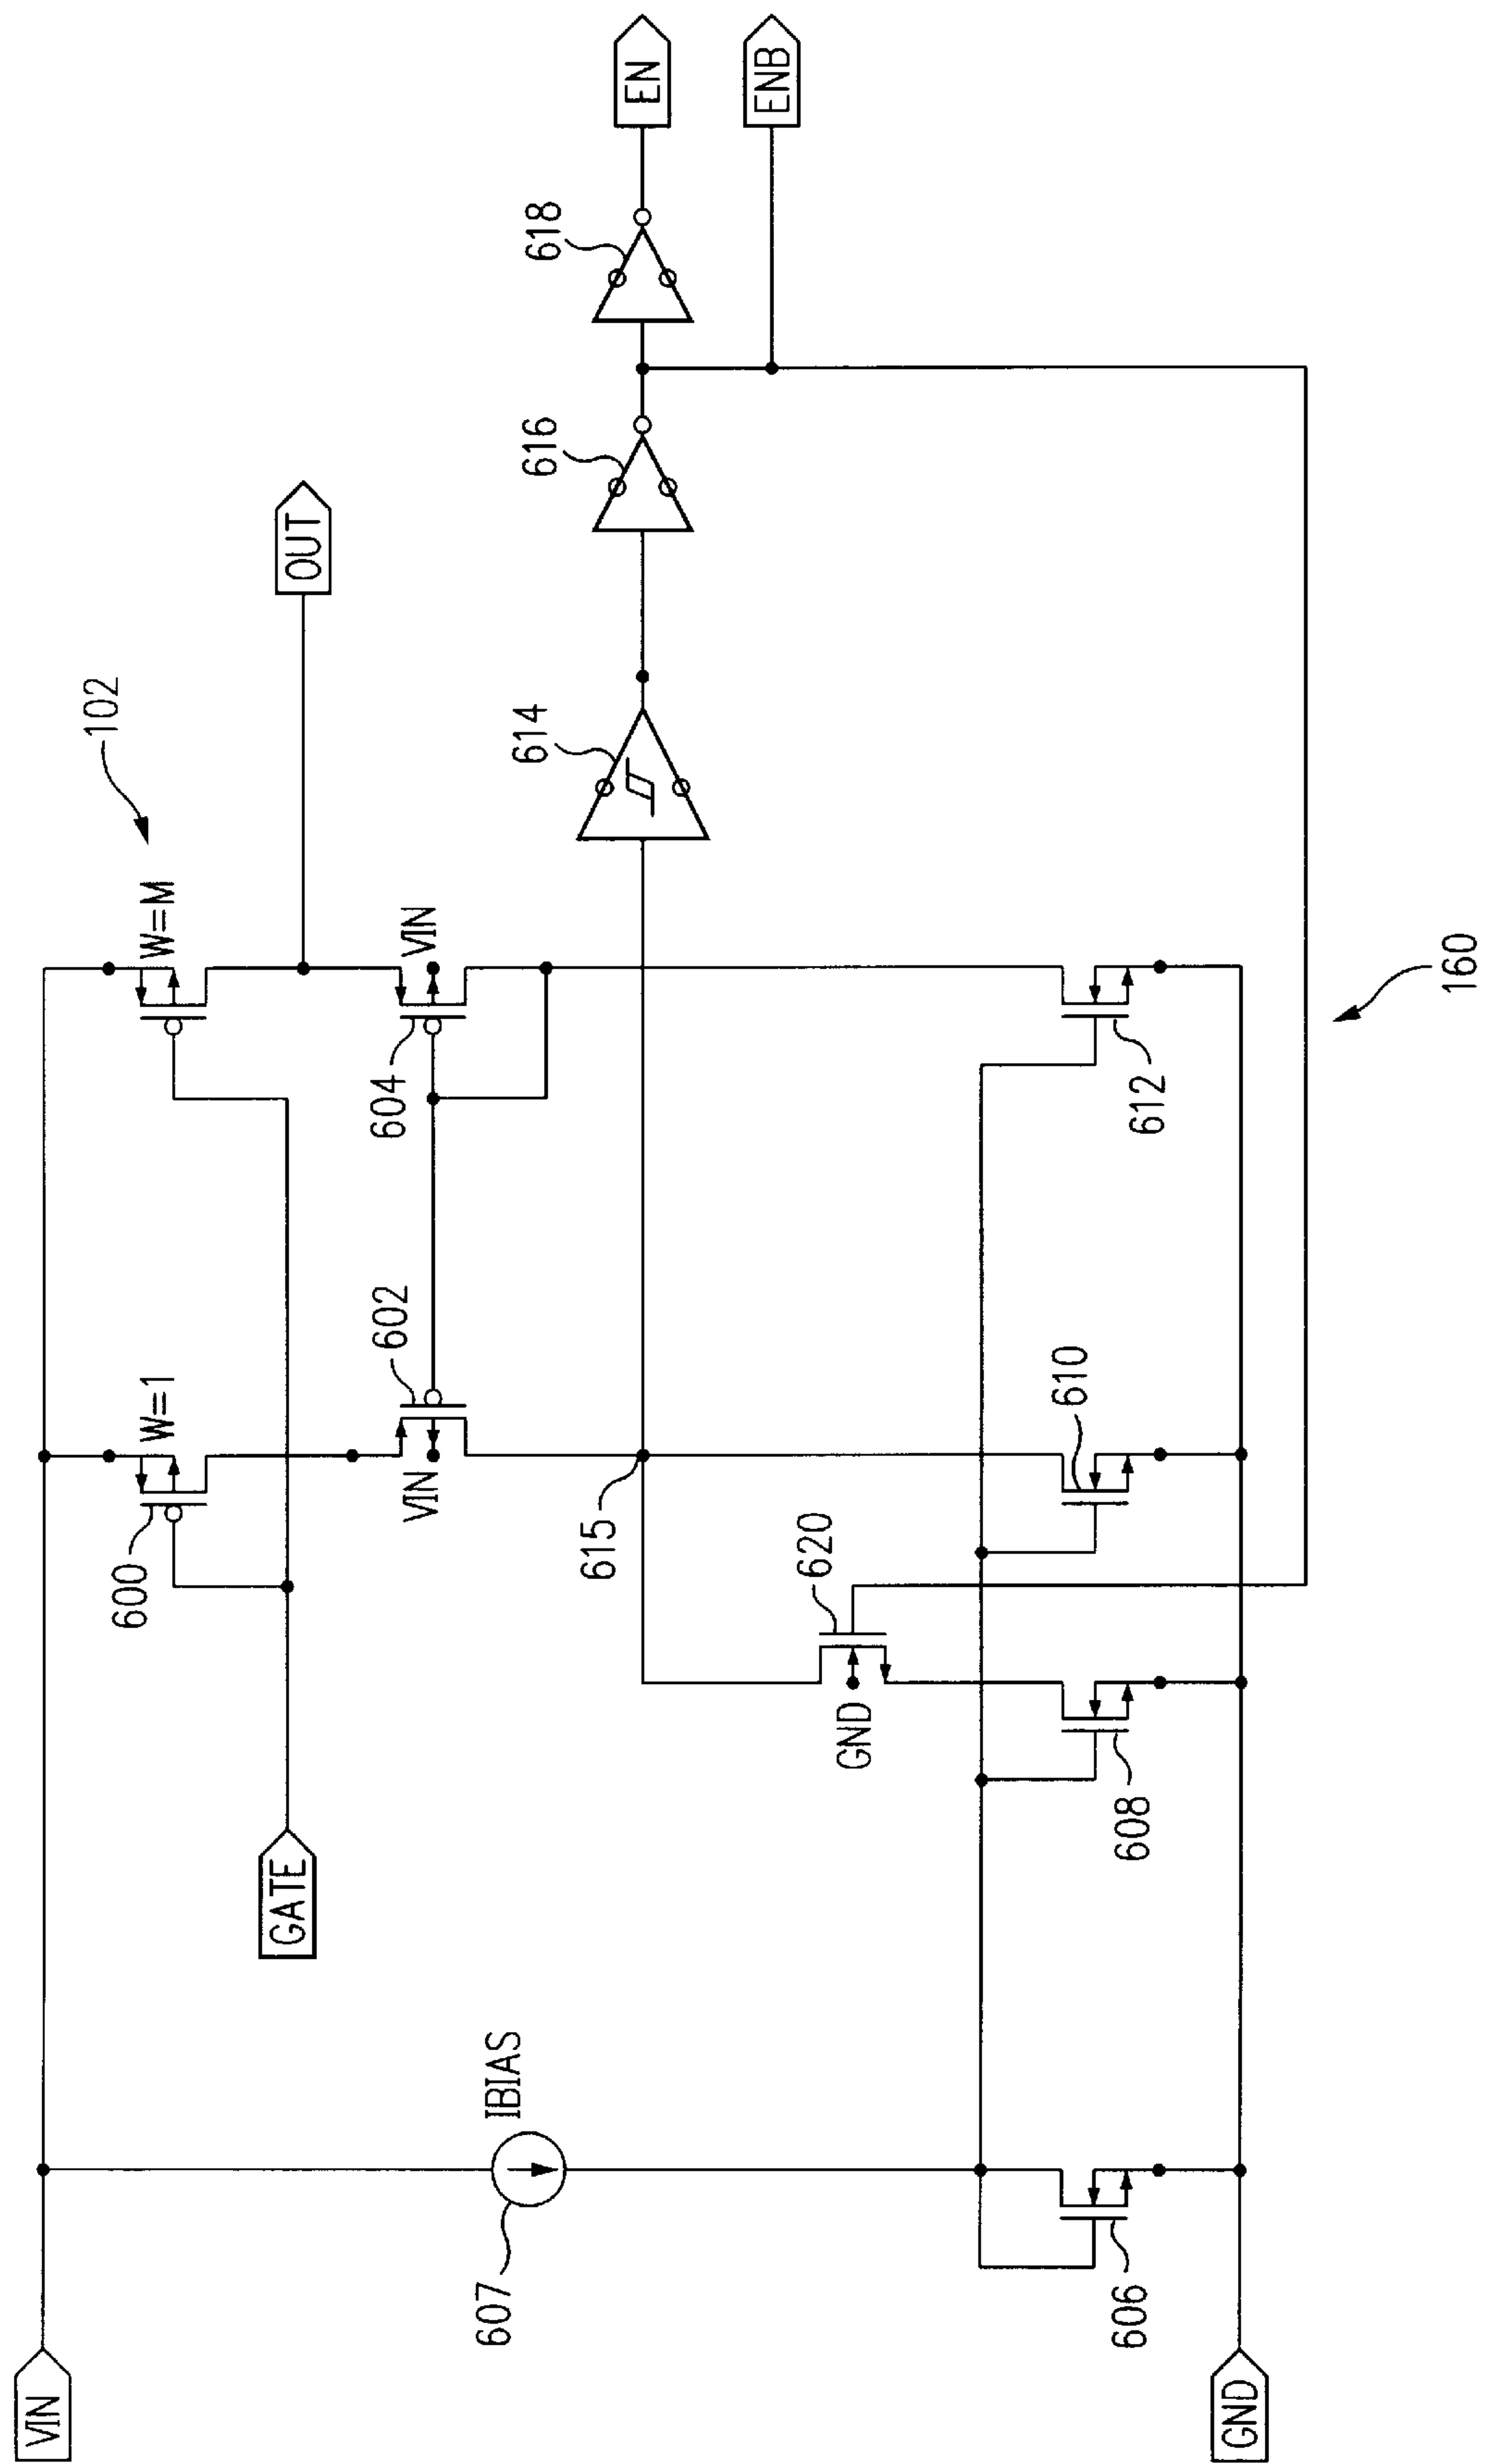 VIN
607
IBIAS
606
GND
GATE
600
W=1
VIN
602
615
GND
620
608
610
604
VIN
W=M
102
OUT
612
614
616
618
EN
ENB
160